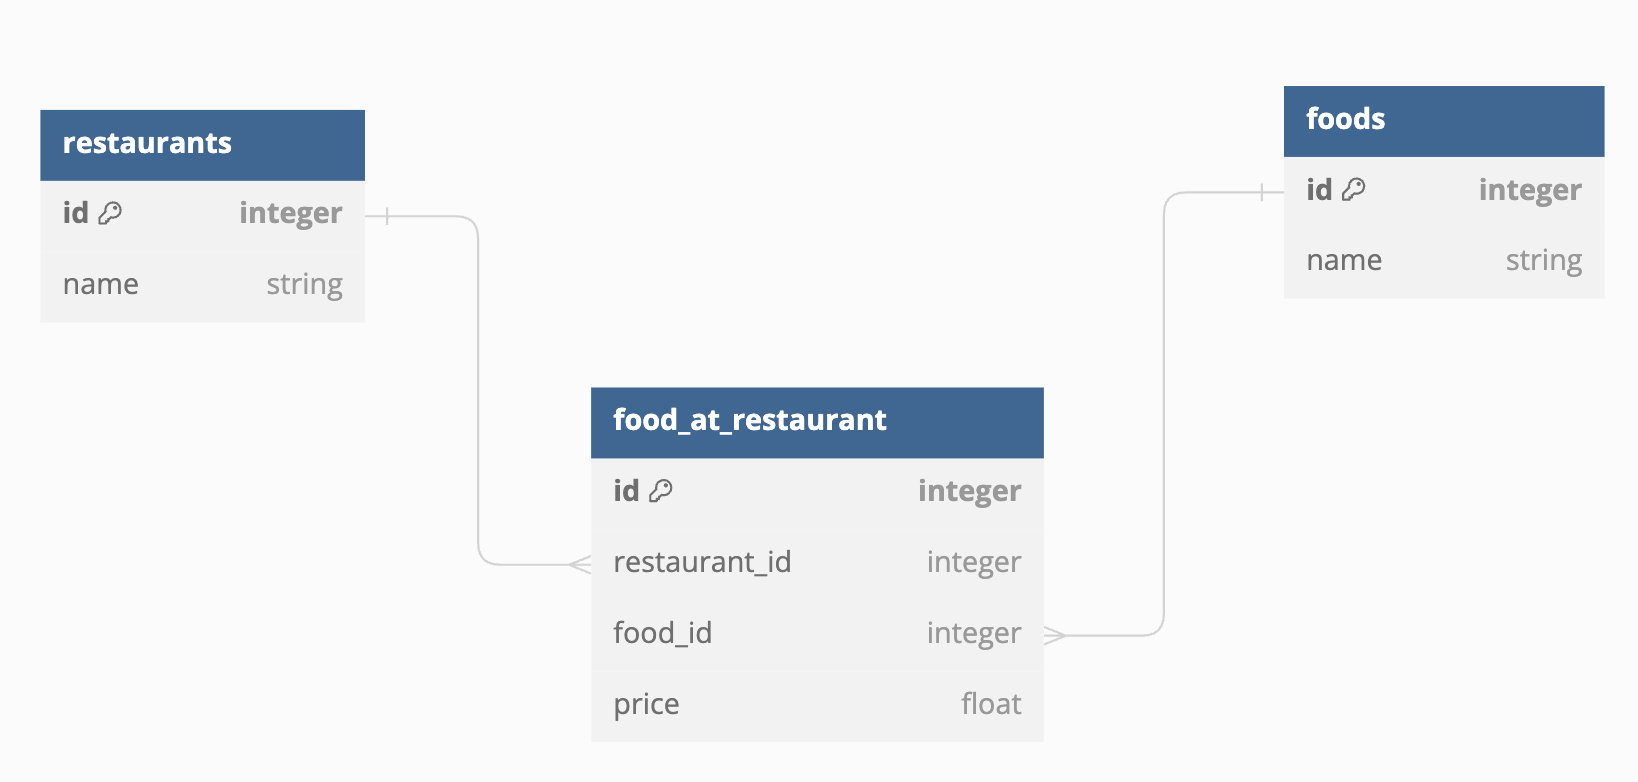 restaurants
id integer
name string
foods
id integer
name string
food_at_restaurant
id integer
restaurant_id integer
food_id integer
price float